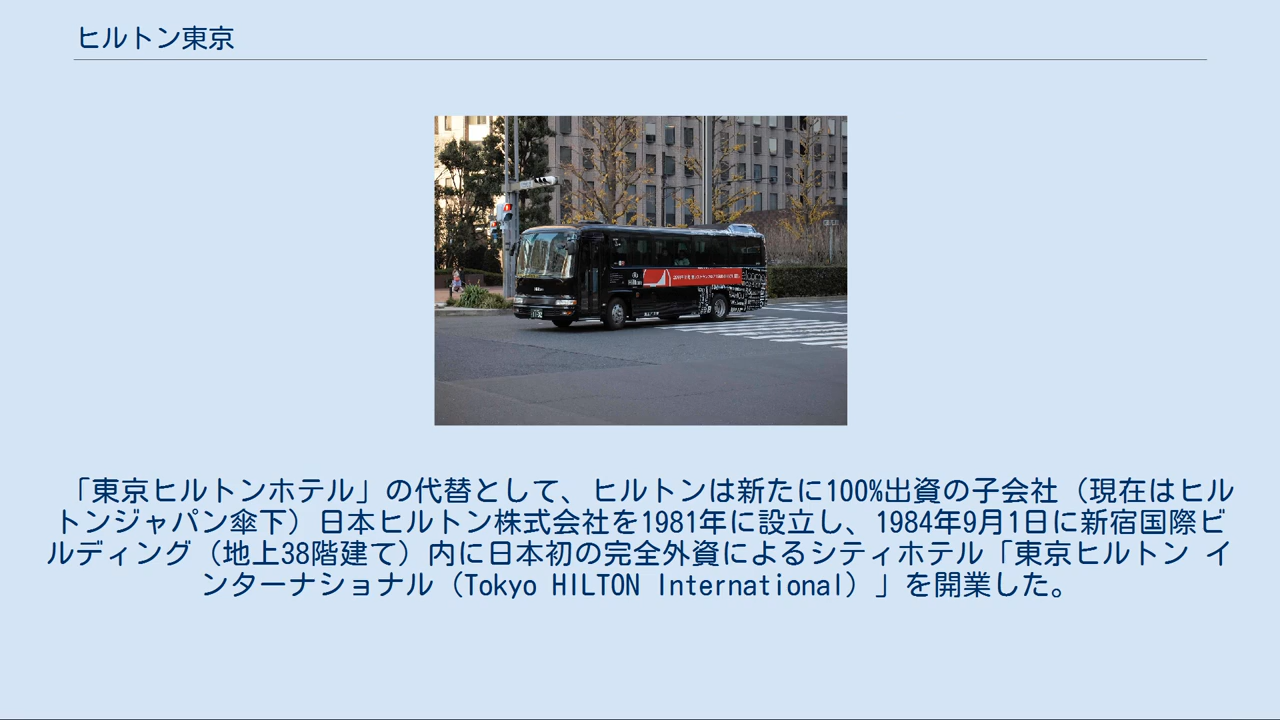 ヒルトン東京
「東京ヒルトンホテル」の代替として、ヒルトンは新たに100%出資の子会社（現在はヒル
トンジャパン傘下）日本ヒルトン株式会社を1981年に設立し、1984年9月1日に新宿国際ビ
ルディング（地上38階建て）内に日本初の完全外資によるシティホテル「東京ヒルトン イ
ンターナショナル（Tokyo HILTON International）」を開業した。